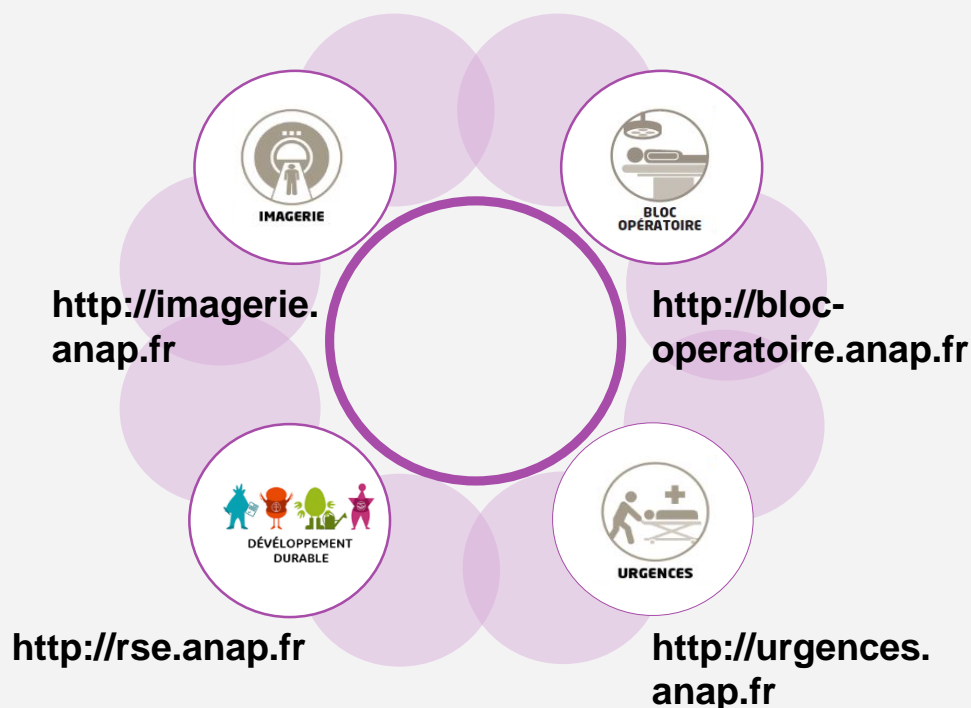 IMAGERIE
BLOC
OPÉRATOIRE
http://imagerie.
anap.fr
http://bloc-
operatoire.anap.fr
DÉVÉLOPPEMENT
DURABLE
URGENCES
http://rse.anap.fr
http://urgences.
anap.fr